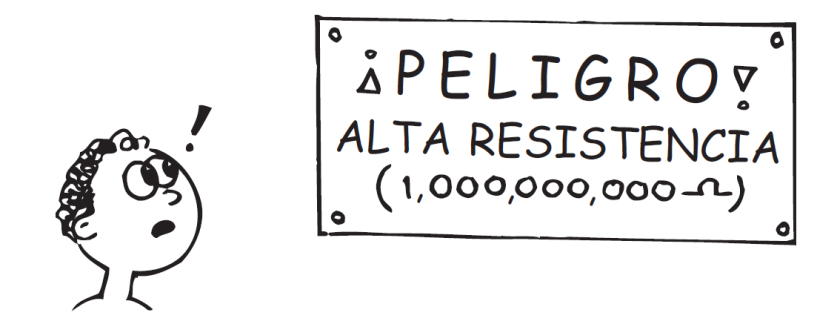 !
¡PELIGRO!
ALTA RESISTENCIA
(1,000,000,000 Ω)